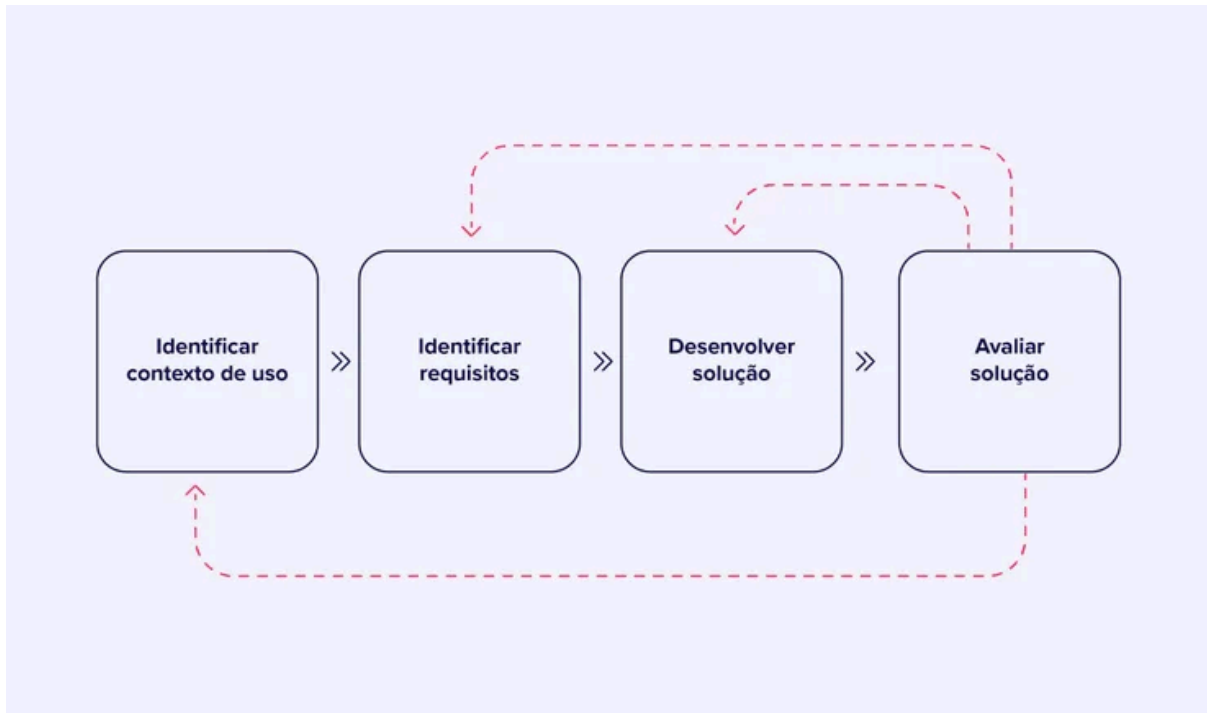 Identificar
contexto de uso
Identificar
requisitos
Desenvolver
solução
Avaliar
solução